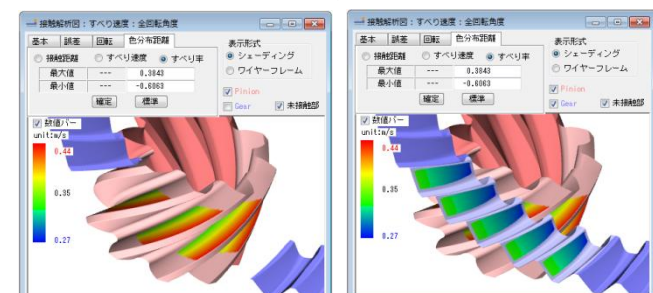 接触解析図：すべり速度：全回転角度
基本 誤差 回転 色分布距離
接触距離 すべり速度 すべり率
最大値 --- 0.3843
最小値 --- -0.6063
確定 標準
表示形式
シェーディング
ワイヤーフレーム
Pinion
Gear 未接触部
数値バー
unit:m/s
0.44
0.35
0.27
接触解析図：すべり速度：全回転角度
基本 誤差 回転 色分布距離
接触距離 すべり速度 すべり率
最大値 --- 0.3843
最小値 --- -0.6063
確定 標準
表示形式
シェーディング
ワイヤーフレーム
Pinion
Gear 未接触部
数値バー
unit:m/s
0.44
0.35
0.27